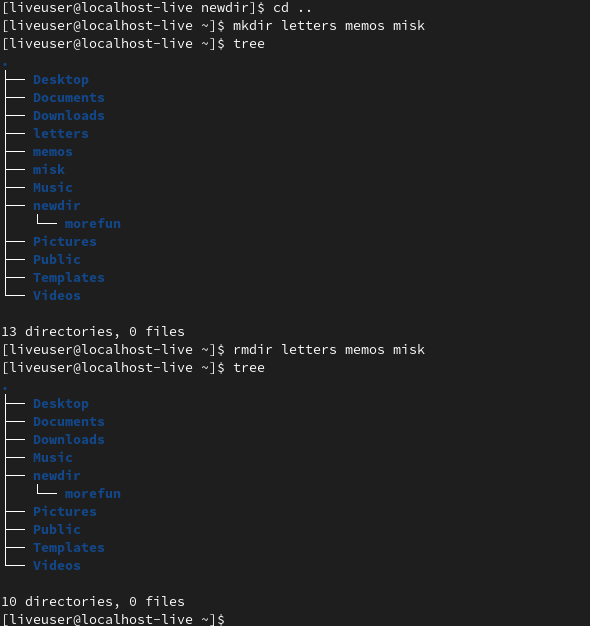 [liveuser@localhost-live newdir]$ cd ..
[liveuser@localhost-live ~]$ mkdir letters memos misk
[liveuser@localhost-live ~]$ tree
.
├── Desktop
├── Documents
├── Downloads
├── letters
├── memos
├── misk
├── Music
├── newdir
│   └── morefun
├── Pictures
├── Public
├── Templates
└── Videos
13 directories, 0 files
[liveuser@localhost-live ~]$ rmdir letters memos misk
[liveuser@localhost-live ~]$ tree
.
├── Desktop
├── Documents
├── Downloads
├── Music
├── newdir
│   └── morefun
├── Pictures
├── Public
├── Templates
└── Videos
10 directories, 0 files
[liveuser@localhost-live ~]$